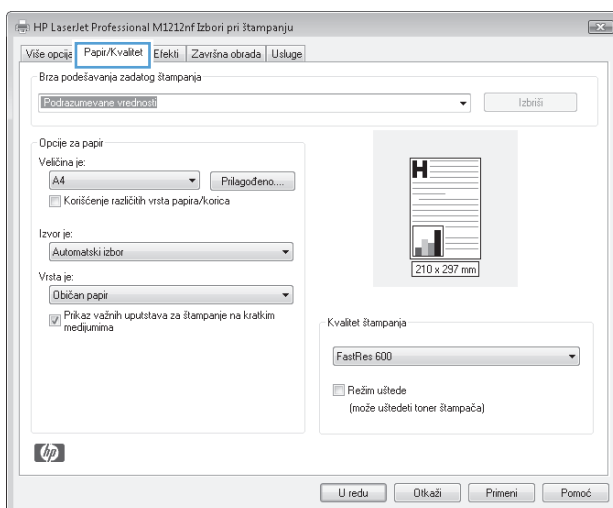 HP LaserJet Professional M1212nf Izbori pri štampanju
Više opcija Papir/Kvalitet Efekti Završna obrada Usluge
Brza podešavanja zadatog štampanja
Podrazumevane vrednosti
Izbriši
Opcije za papir
Veličina je:
A4
Prilagođeno....
Korišćenje različitih vrsta papira/korica
Izvor je:
Automatski izbor
Vrsta je:
Običan papir
Prikaz važnih uputstava za štampanje na kratkim
medijumima
H
210 x 297 mm
Kvalitet štampanja
FastRes 600
Režim uštede
(može uštedeti toner štampača)
hp
U redu Otkaži Primeni Pomoć